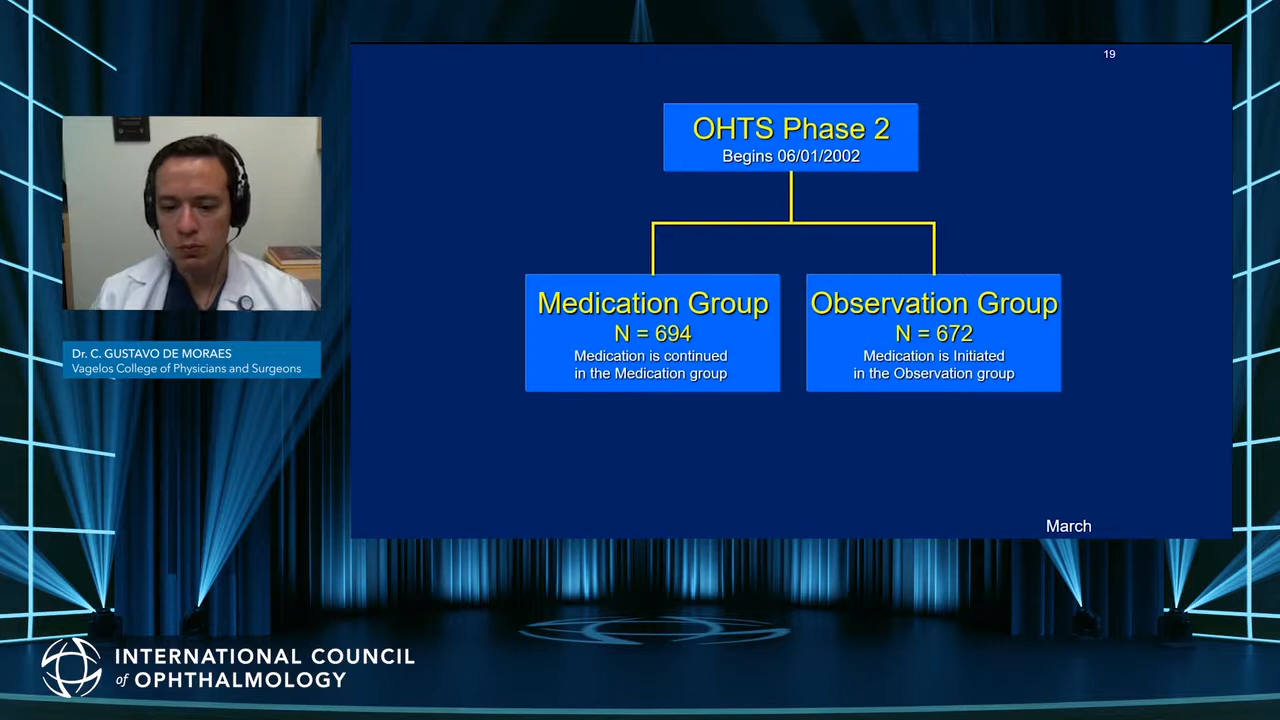 19
OHTS Phase 2
Begins 06/01/2002
Medication Group
N = 694
Medication is continued
in the Medication group
Observation Group
N = 672
Medication is Initiated
in the Observation group
March
Dr. C. GUSTAVO DE MORAES
Vagelos College of Physicians and Surgeons
INTERNATIONAL COUNCIL
of OPHTHALMOLOGY